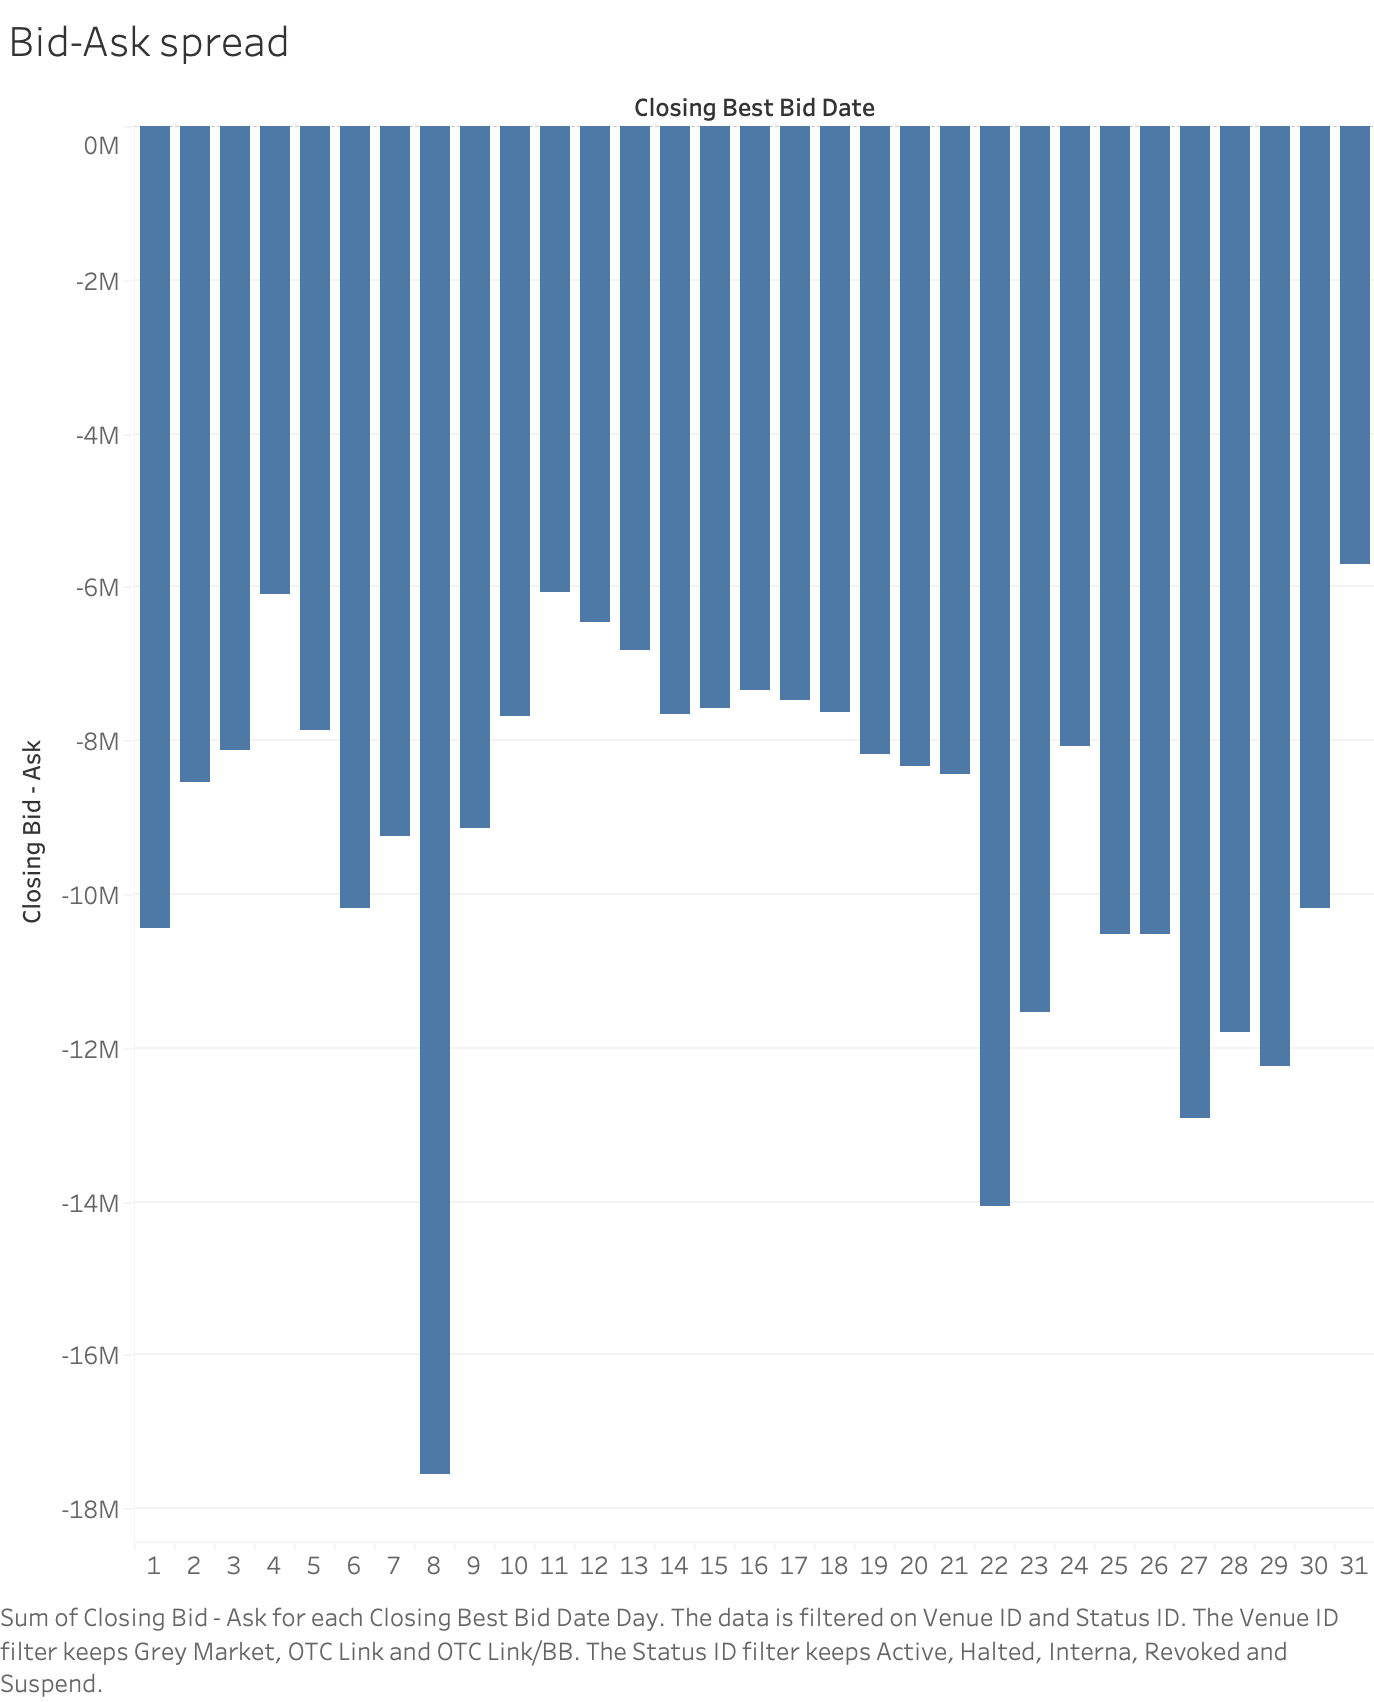 Bid-Ask spread
Closing Best Bid Date
0M
-2M
-4M
-6M
-8M
-10M
-12M
-14M
-16M
-18M
Closing Bid - Ask
1 2 3 4 5 6 7 8 9 10 11 12 13 14 15 16 17 18 19 20 21 22 23 24 25 26 27 28 29 30 31
Sum of Closing Bid - Ask for each Closing Best Bid Date Day. The data is filtered on Venue ID and Status ID. The Venue ID
filter keeps Grey Market, OTC Link and OTC Link/BB. The Status ID filter keeps Active, Halted, Interna, Revoked and
Suspend.